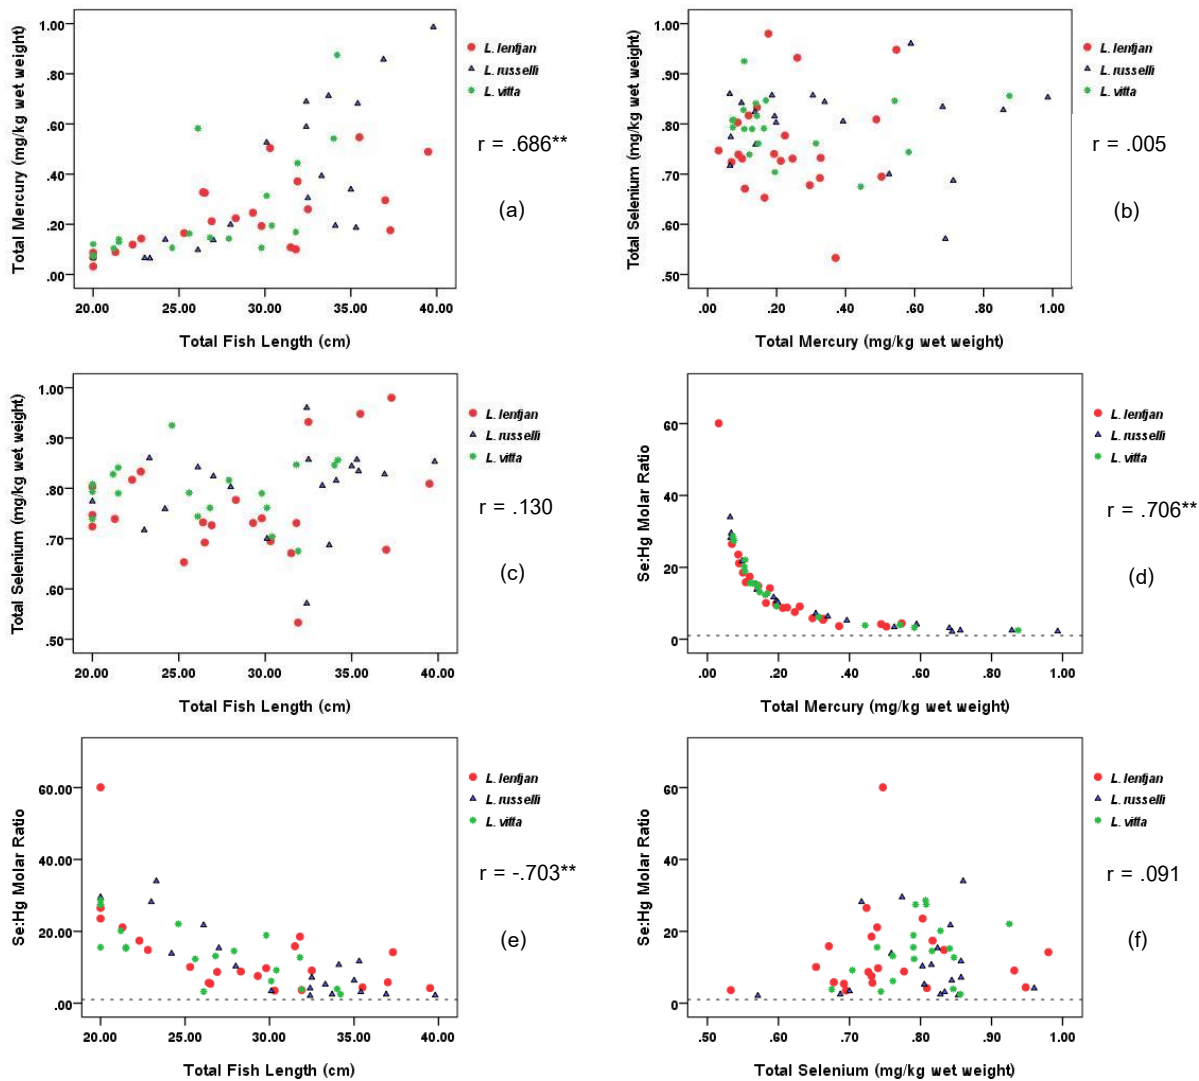 1.00
.80
.60
.40
.20
.00
Total Mercury (mg/kg wet weight)
20.00 25.00 30.00 35.00 40.00
Total Fish Length (cm)
L. lentjan
L. russelli
L. vitta
r = .686**
(a)
1.00
.90
.80
.70
.60
.50
Total Selenium (mg/kg wet weight)
.00 .20 .40 .60 .80 1.00
Total Mercury (mg/kg wet weight)
L. lentjan
L. russelli
L. vitta
r = .005
(b)
1.00
.90
.80
.70
.60
.50
Total Selenium (mg/kg wet weight)
20.00 25.00 30.00 35.00 40.00
Total Fish Length (cm)
L. lentjan
L. russelli
L. vitta
r = .130
(c)
60
40
20
0
Se:Hg Molar Ratio
.00 .20 .40 .60 .80 1.00
Total Mercury (mg/kg wet weight)
L. lentjan
L. russelli
L. vitta
r = .706**
(d)
60.00
40.00
20.00
.00
Se:Hg Molar Ratio
20.00 25.00 30.00 35.00 40.00
Total Fish Length (cm)
L. lentjan
L. russelli
L. vitta
r = -.703**
(e)
60
40
20
0
Se:Hg Molar Ratio
.50 .60 .70 .80 .90 1.00
Total Selenium (mg/kg wet weight)
L. lentjan
L. russelli
L. vitta
r = .091
(f)